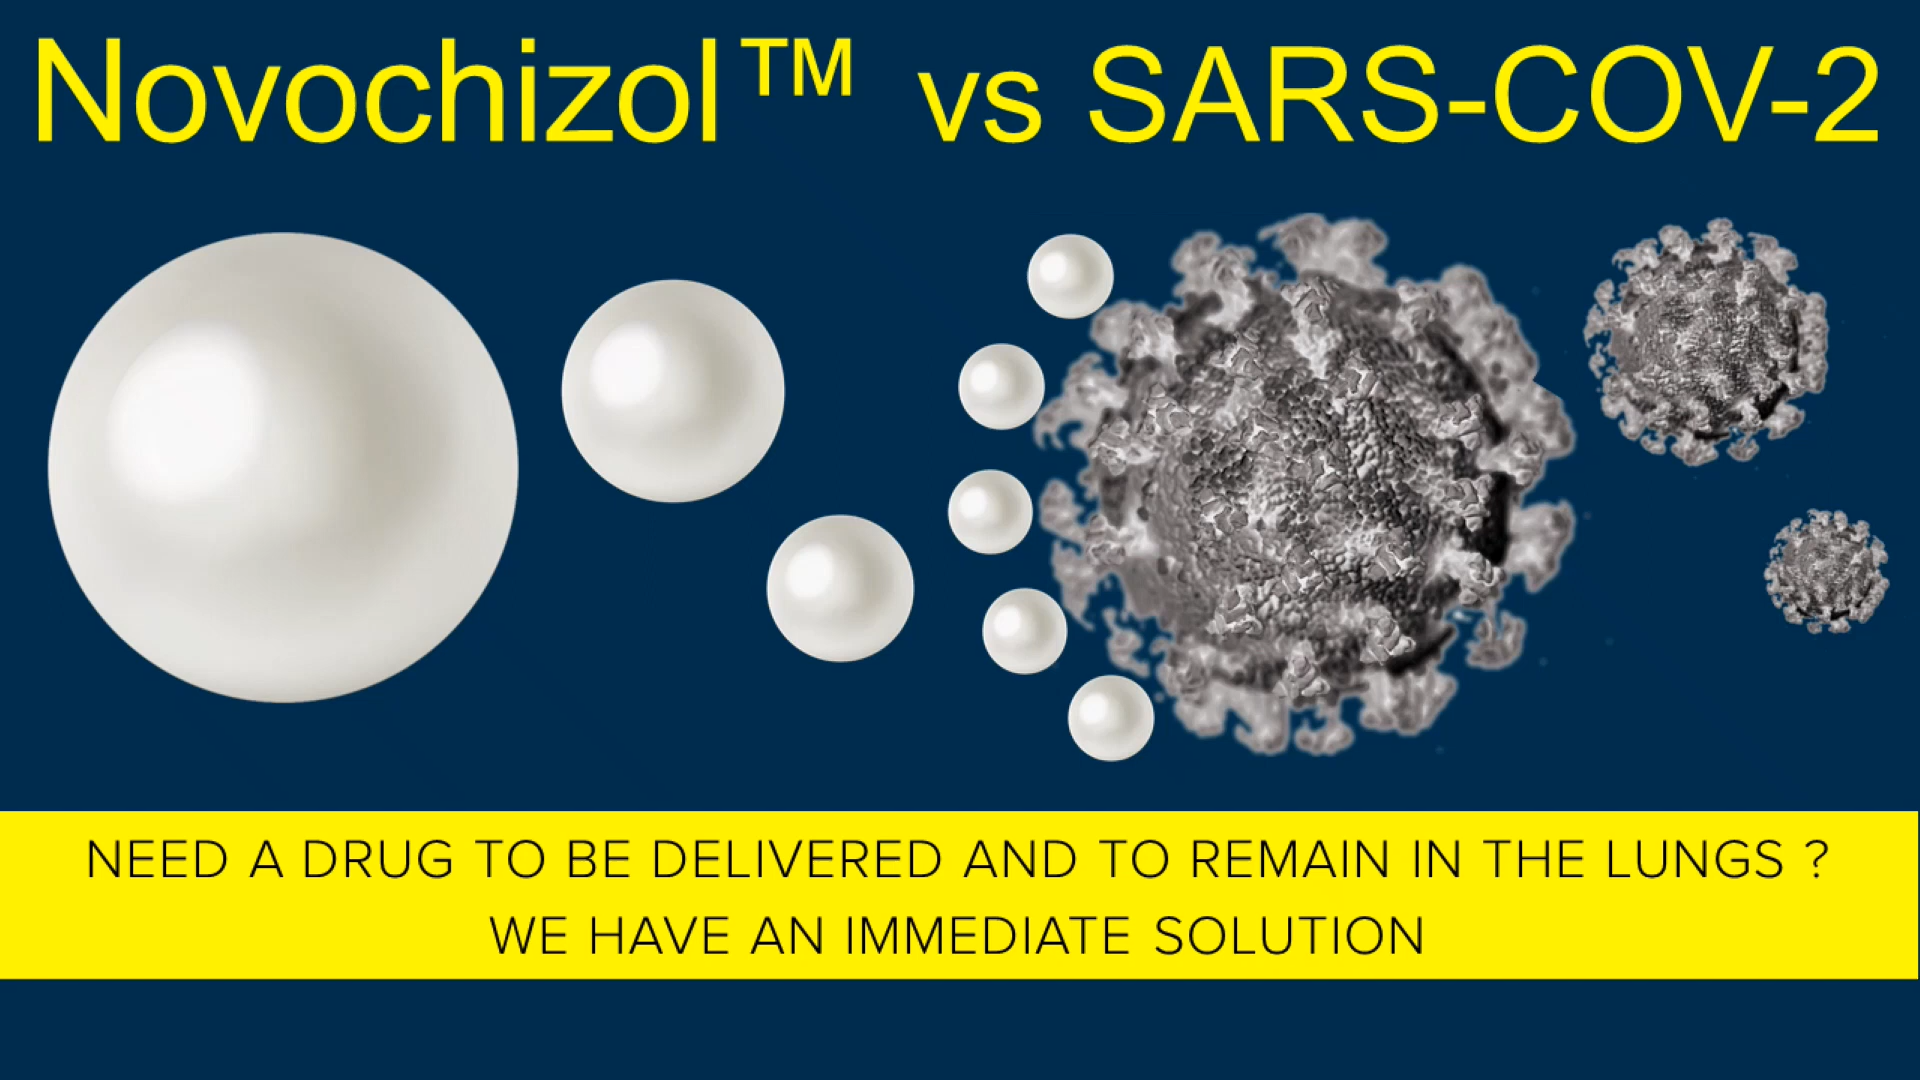 Novochizol™ vs SARS-COV-2
NEED A DRUG TO BE DELIVERED AND TO REMAIN IN THE LUNGS ?
WE HAVE AN IMMEDIATE SOLUTION